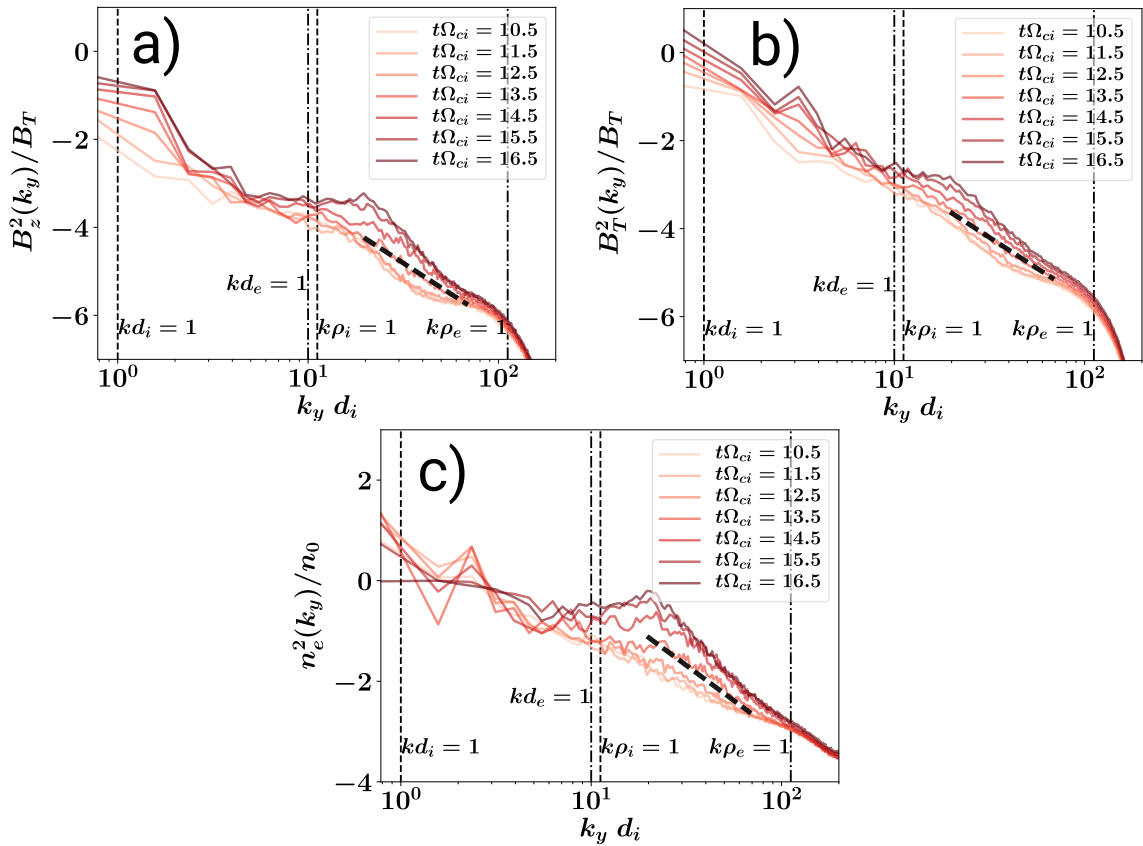 a)
tΩ_ci = 10.5
tΩ_ci = 11.5
tΩ_ci = 12.5
tΩ_ci = 13.5
tΩ_ci = 14.5
tΩ_ci = 15.5
tΩ_ci = 16.5
0
−2
−4
−6
B_z^2(k_y)/B_T
kd_e = 1
kd_i = 1
kρ_i = 1
kρ_e = 1
10^0
10^1
10^2
k_y d_i
b)
tΩ_ci = 10.5
tΩ_ci = 11.5
tΩ_ci = 12.5
tΩ_ci = 13.5
tΩ_ci = 14.5
tΩ_ci = 15.5
tΩ_ci = 16.5
0
−2
−4
−6
B_T^2(k_y)/B_T
kd_e = 1
kd_i = 1
kρ_i = 1
kρ_e = 1
10^0
10^1
10^2
k_y d_i
c)
tΩ_ci = 10.5
tΩ_ci = 11.5
tΩ_ci = 12.5
tΩ_ci = 13.5
tΩ_ci = 14.5
tΩ_ci = 15.5
tΩ_ci = 16.5
2
0
−2
−4
n_e^2(k_y)/n_0
kd_e = 1
kd_i = 1
kρ_i = 1
kρ_e = 1
10^0
10^1
10^2
k_y d_i